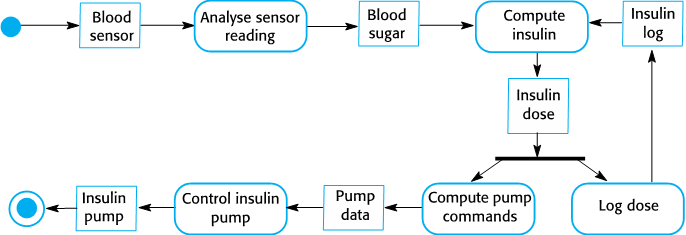 Blood
sensor
Analyse sensor
reading
Blood
sugar
Compute
insulin
Insulin
log
Insulin
dose
Insulin
pump
Control insulin
pump
Pump
data
Compute pump
commands
Log dose